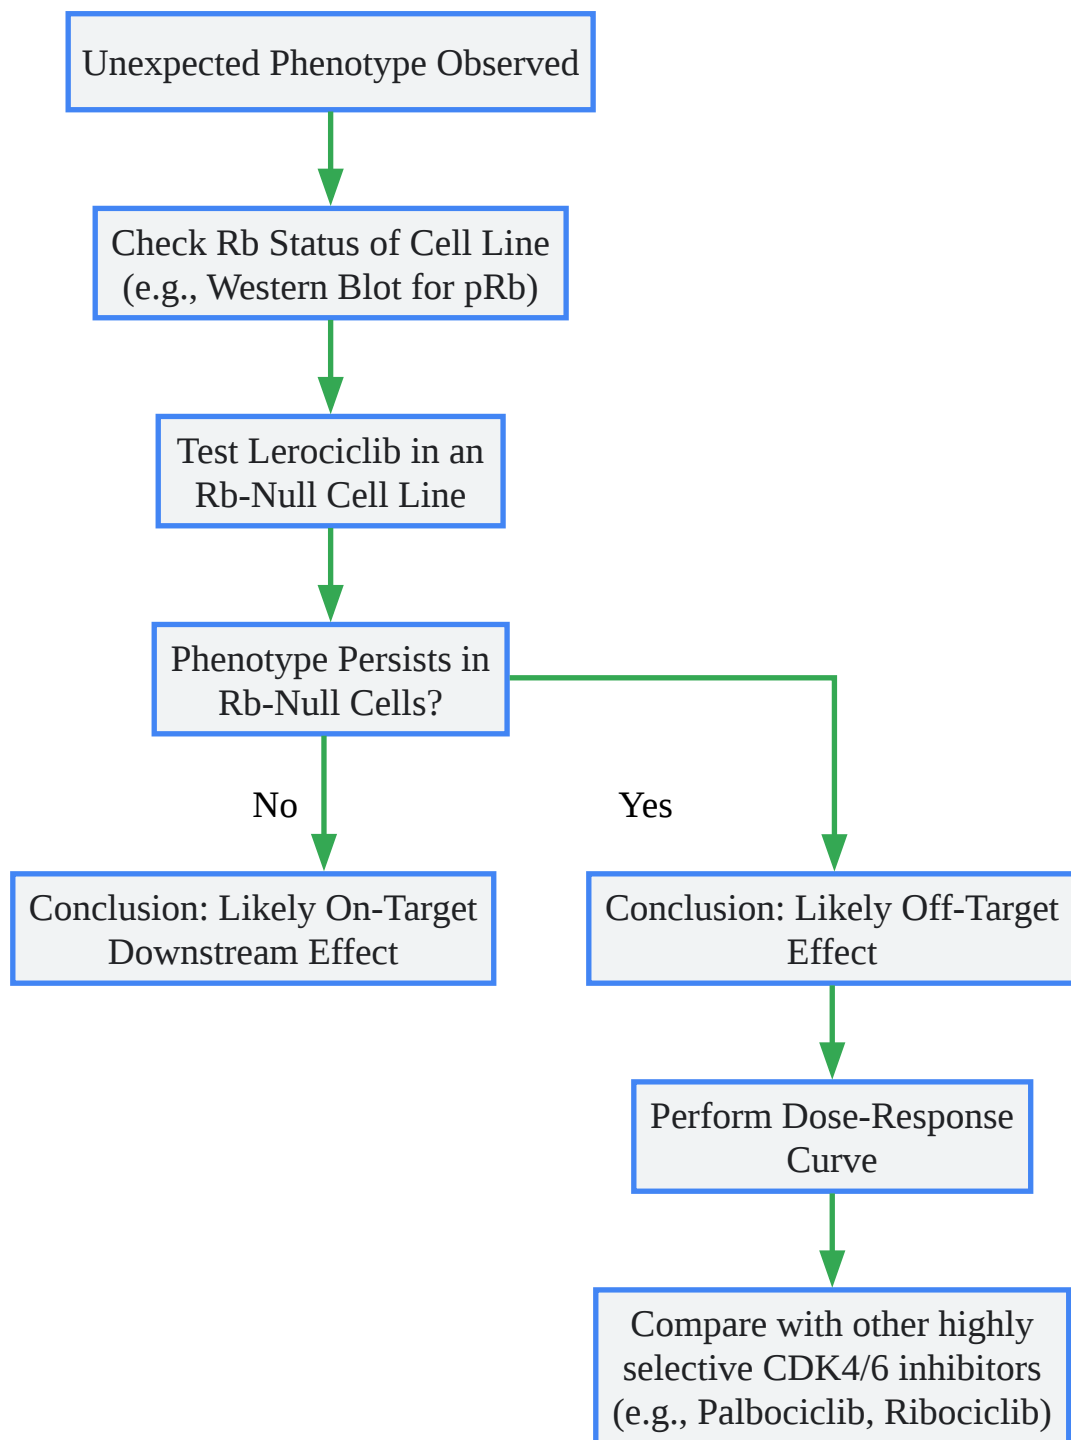 Unexpected Phenotype Observed
Check Rb Status of Cell Line
(e.g., Western Blot for pRb)
Test Lerociclib in an
Rb-Null Cell Line
Phenotype Persists in
Rb-Null Cells?
No
Yes
Conclusion: Likely On-Target
Downstream Effect
Conclusion: Likely Off-Target
Effect
Perform Dose-Response
Curve
Compare with other highly
selective CDK4/6 inhibitors
(e.g., Palbociclib, Ribociclib)